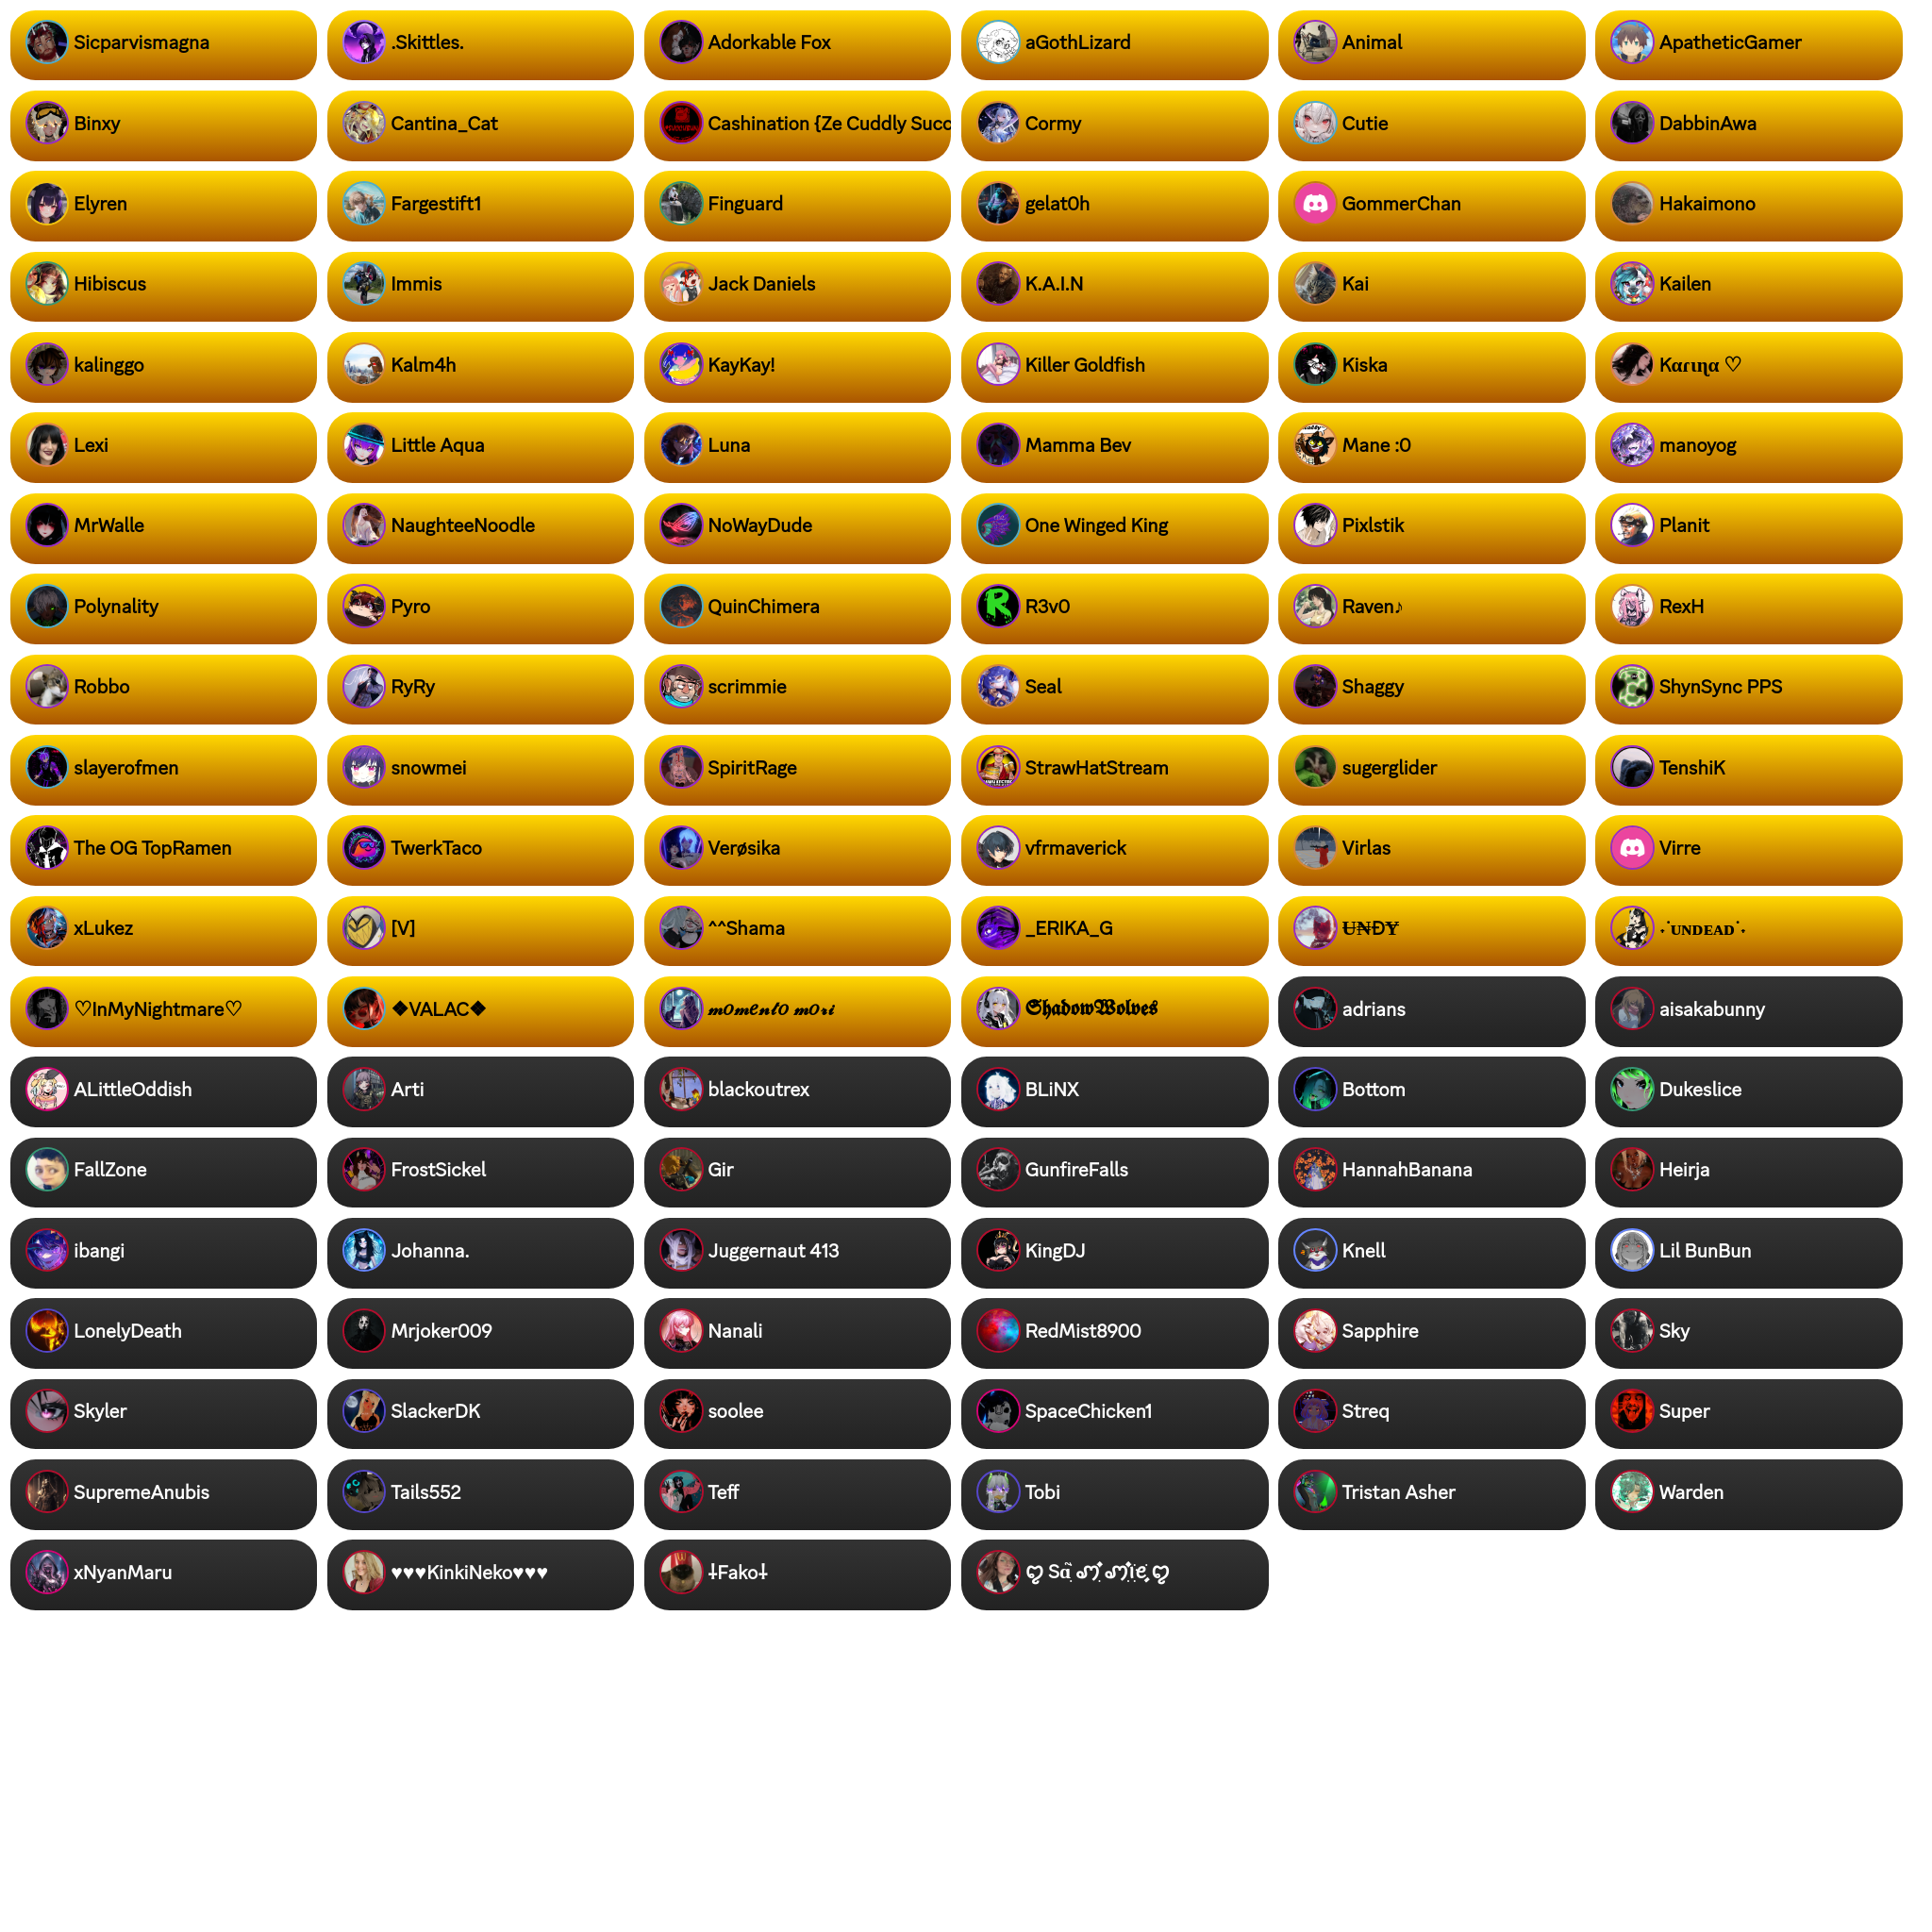 Sicparvismagna .Skittles. Adorkable Fox aGothLizard Animal ApatheticGamer
Binxy Cantina_Cat Cashination {Ze Cuddly Succ Cormy Cutie DabbinAwa
Elyren Fargestift1 Finguard gelat0h GommerChan Hakaimono
Hibiscus Immis Jack Daniels K.A.I.N Kai Kailen
kalinggo Kalm4h KayKay! Killer Goldfish Kiska Kαɾιɳα ♡
Lexi Little Aqua Luna Mamma Bev Mane :0 manoyog
MrWalle NaughteeNoodle NoWayDude One Winged King Pixlstik Planit
Polynality Pyro QuinChimera R3v0 Raven♪ RexH
Robbo RyRy scrimmie Seal Shaggy ShynSync PPS
slayerofmen snowmei SpiritRage StrawHatStream sugerglider TenshiK
The OG TopRamen TwerkTaco Verøsika vfrmaverick Virlas Virre
xLukez [V] ^^Shama _ERIKA_G U̶₦ĐɎ ˖˙ᴜɴᴅᴇᴀᴅ˙˖
♡InMyNightmare♡ ◆VALAC◆ 𝓶𝓸𝓶𝓮𝓷𝓽𝓸 𝓶𝓸𝓻𝓲 𝕾𝖍𝖆𝖉𝖔𝖜𝖂𝖔𝖑𝖛𝖊𝖘 adrians aisakabunny
ALittleOddish Arti blackoutrex BLiNX Bottom Dukeslice
FallZone FrostSickel Gir GunfireFalls HannahBanana Heirja
ibangi Johanna. Juggernaut 413 KingDJ Knell Lil BunBun
LonelyDeath Mrjoker009 Nanali RedMist8900 Sapphire Sky
Skyler SlackerDK soolee SpaceChicken1 Streq Super
SupremeAnubis Tails552 Teff Tobi Tristan Asher Warden
xNyanMaru ♥♥♥KinkiNeko♥♥♥ ⸸Fako⸸